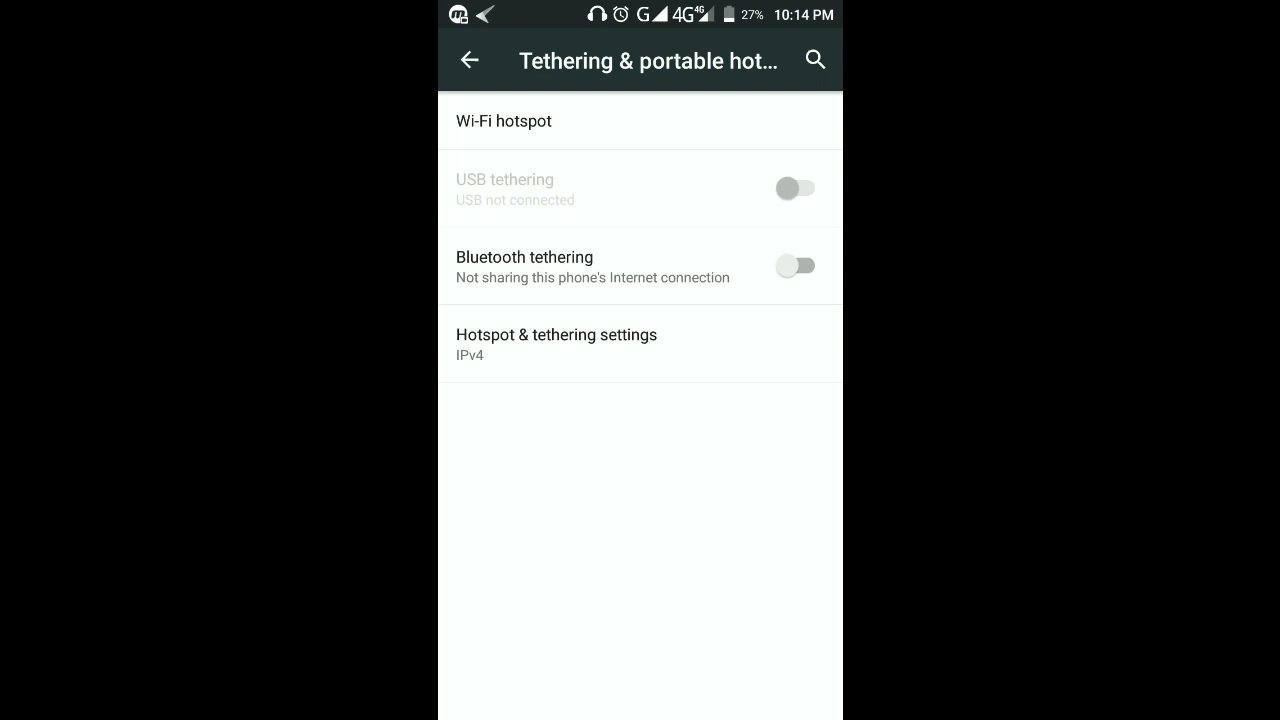 G 4G 4G 27% 10:14 PM
Tethering & portable hot...
Wi-Fi hotspot
USB tethering
USB not connected
Bluetooth tethering
Not sharing this phone's Internet connection
Hotspot & tethering settings
IPv4